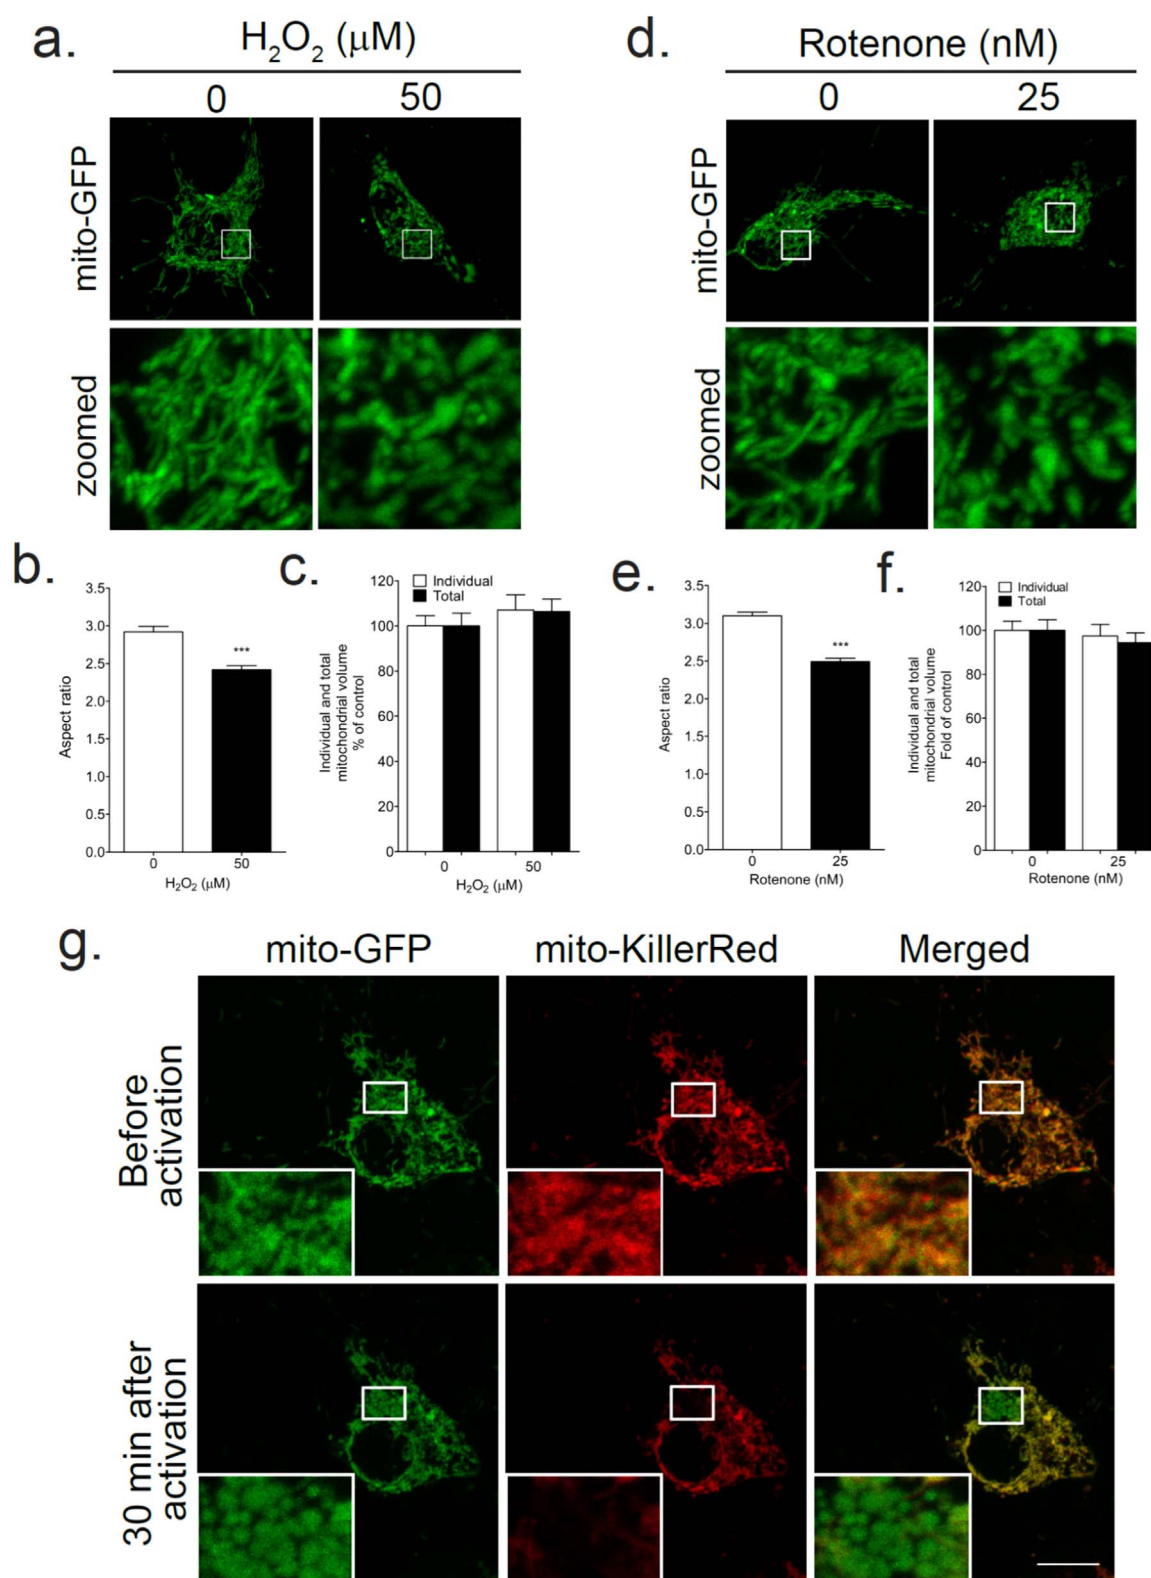 a.
H₂O₂ (μM)
0
50
mito-GFP
zoomed
d.
Rotenone (nM)
0
25
mito-GFP
zoomed
b.
3.5
3.0
2.5
2.0
1.5
1.0
0.5
0.0
Aspect ratio
***
0
50
H₂O₂ (μM)
c.
Individual
Total
120
100
80
60
40
20
0
Individual and total
mitochondrial volume
% of control
0
50
H₂O₂ (μM)
e.
3.5
3.0
2.5
2.0
1.5
1.0
0.5
0.0
Aspect ratio
***
0
25
Rotenone (nM)
f.
Individual
Total
120
100
80
60
40
20
0
Individual and total
mitochondrial volume
Fold of control
0
25
Rotenone (nM)
g.
mito-GFP
mito-KillerRed
Merged
Before
activation
30 min after
activation